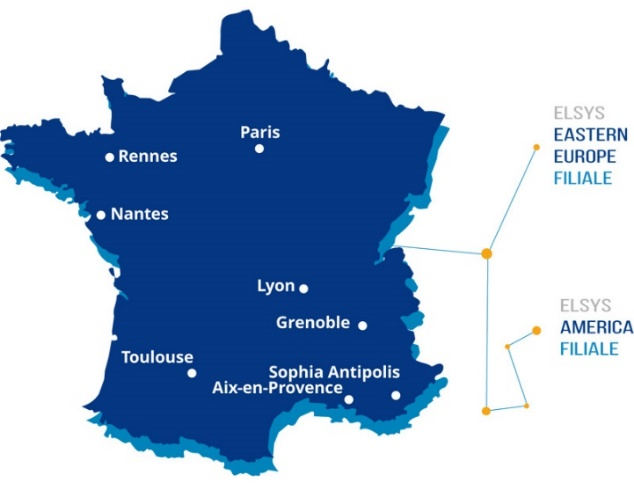 Paris
Rennes
Nantes
Lyon
Grenoble
Toulouse
Sophia Antipolis
Aix-en-Provence
ELSYS
EASTERN
EUROPE
FILIALE
ELSYS
AMERICA
FILIALE